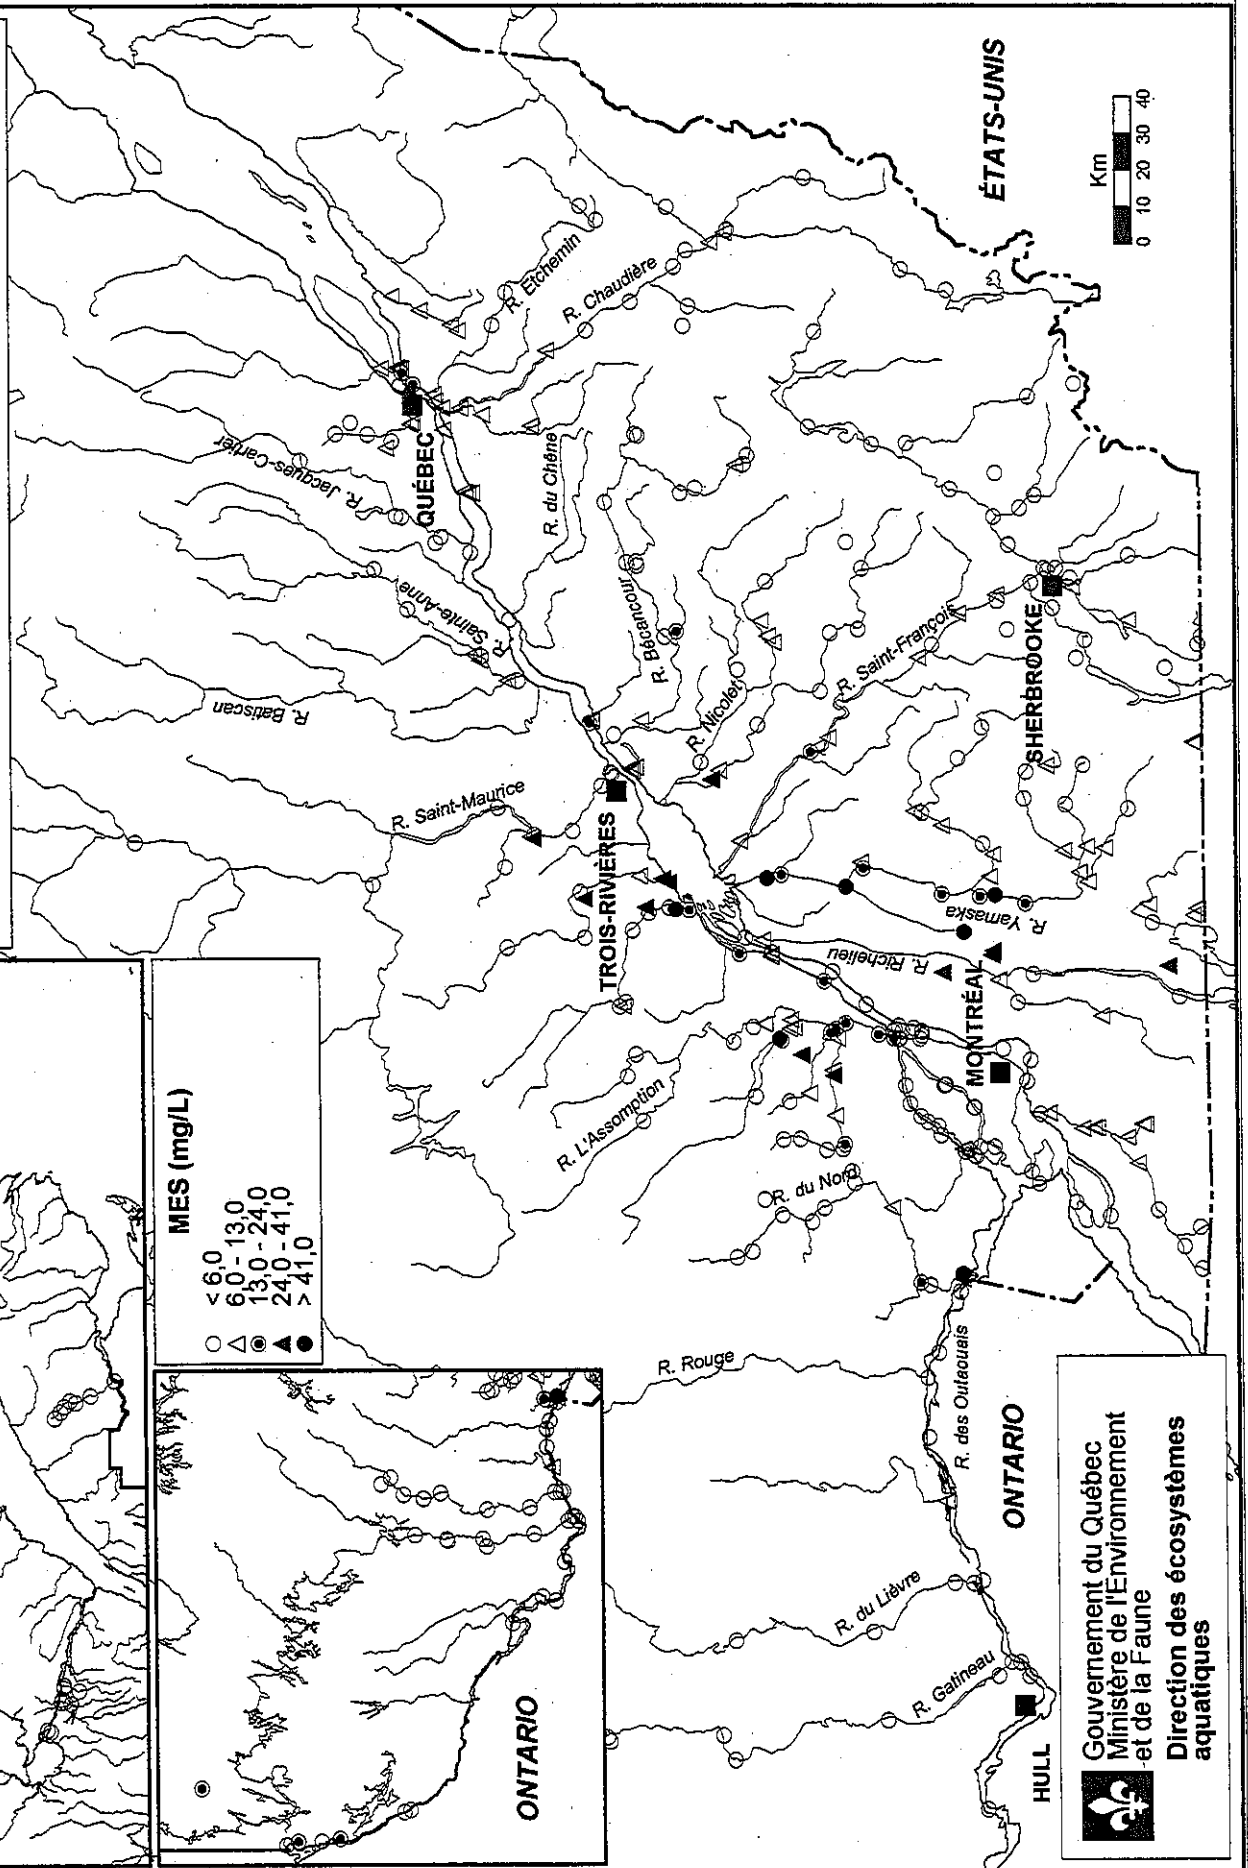 MES (mg/L)
< 6,0
6,0 - 13,0
13,0 - 24,0
24,0 - 41,0
> 41,0
ONTARIO
R. Jacques-Cartier
QUÉBEC
R. Etchemin
R. Chaudière
R. du Chêne
R. Sainte-Anne
R. Batiscan
R. Saint-Maurice
TROIS-RIVIÈRES
R. Bécancour
R. Nicolet
R. Saint-François
SHERBROOKE
R. Yamaska
R. Richelieu
MONTRÉAL
R. L'Assomption
R. du Nord
R. Rouge
R. des Outaouais
R. du Lièvre
R. Gatineau
HULL
ONTARIO
ÉTATS-UNIS
Km
0 10 20 30 40
Gouvernement du Québec
Ministère de l'Environnement
et de la Faune
Direction des écosystèmes
aquatiques